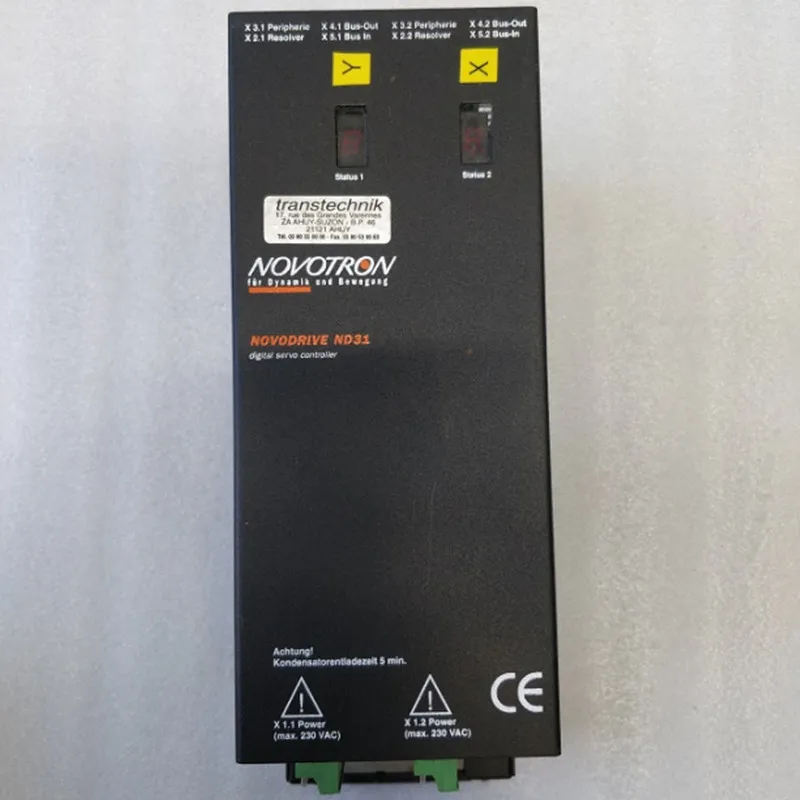 X 3.1 Peripherie X 4.1 Bus-Out X 3.2 Peripherie X 4.2 Bus-Out
X 2.1 Resolver X 5.1 Bus In X 2.2 Resolver X 5.2 Bus-In
Y X
Status 1 Status 2
transtechnik
17, rue des Grandes Varennes
ZA AHUY-SUZON - B.P. 46
21121 AHUY
NOVOTRON
für Dynamik und Bewegung
NOVODRIVE ND31
digital servo controller
Achtung!
Kondensatorentladezeit 5 min.
X 1.1 Power X 1.2 Power
(max. 230 VAC) (max. 230 VAC)
CE